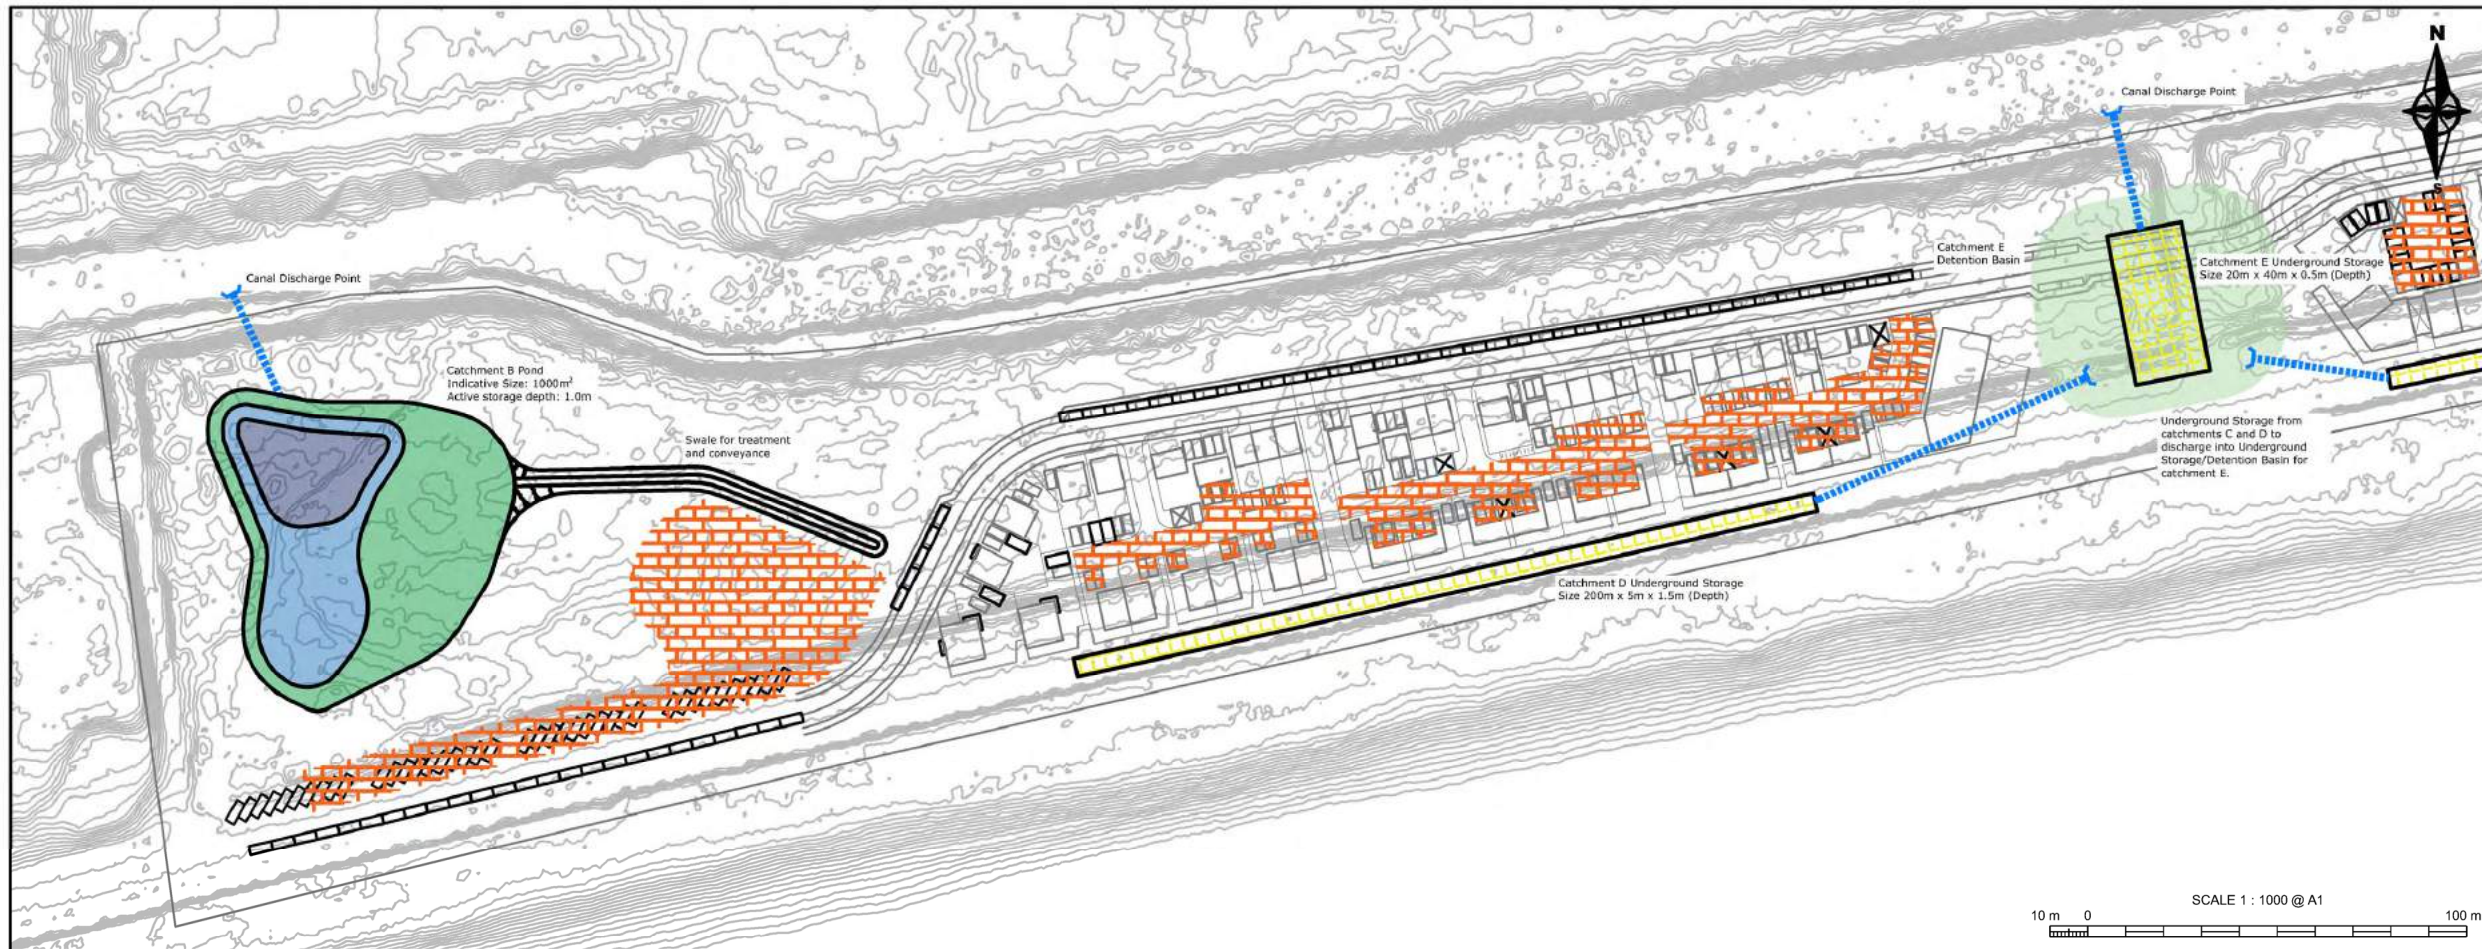 N
Canal Discharge Point
S
Catchment E
Detention Basin
Catchment E Underground Storage
Size 20m x 40m x 0.5m (Depth)
Canal Discharge Point
Catchment B Pond
Indicative Size: 1000m²
Active storage depth: 1.0m
Swale for treatment
and conveyance
Underground Storage from
catchments C and D to
discharge into Underground
Storage/Detention Basin for
catchment E.
Catchment D Underground Storage
Size 200m x 5m x 1.5m (Depth)
SCALE 1 : 1000 @ A1
10 m 0 100 m